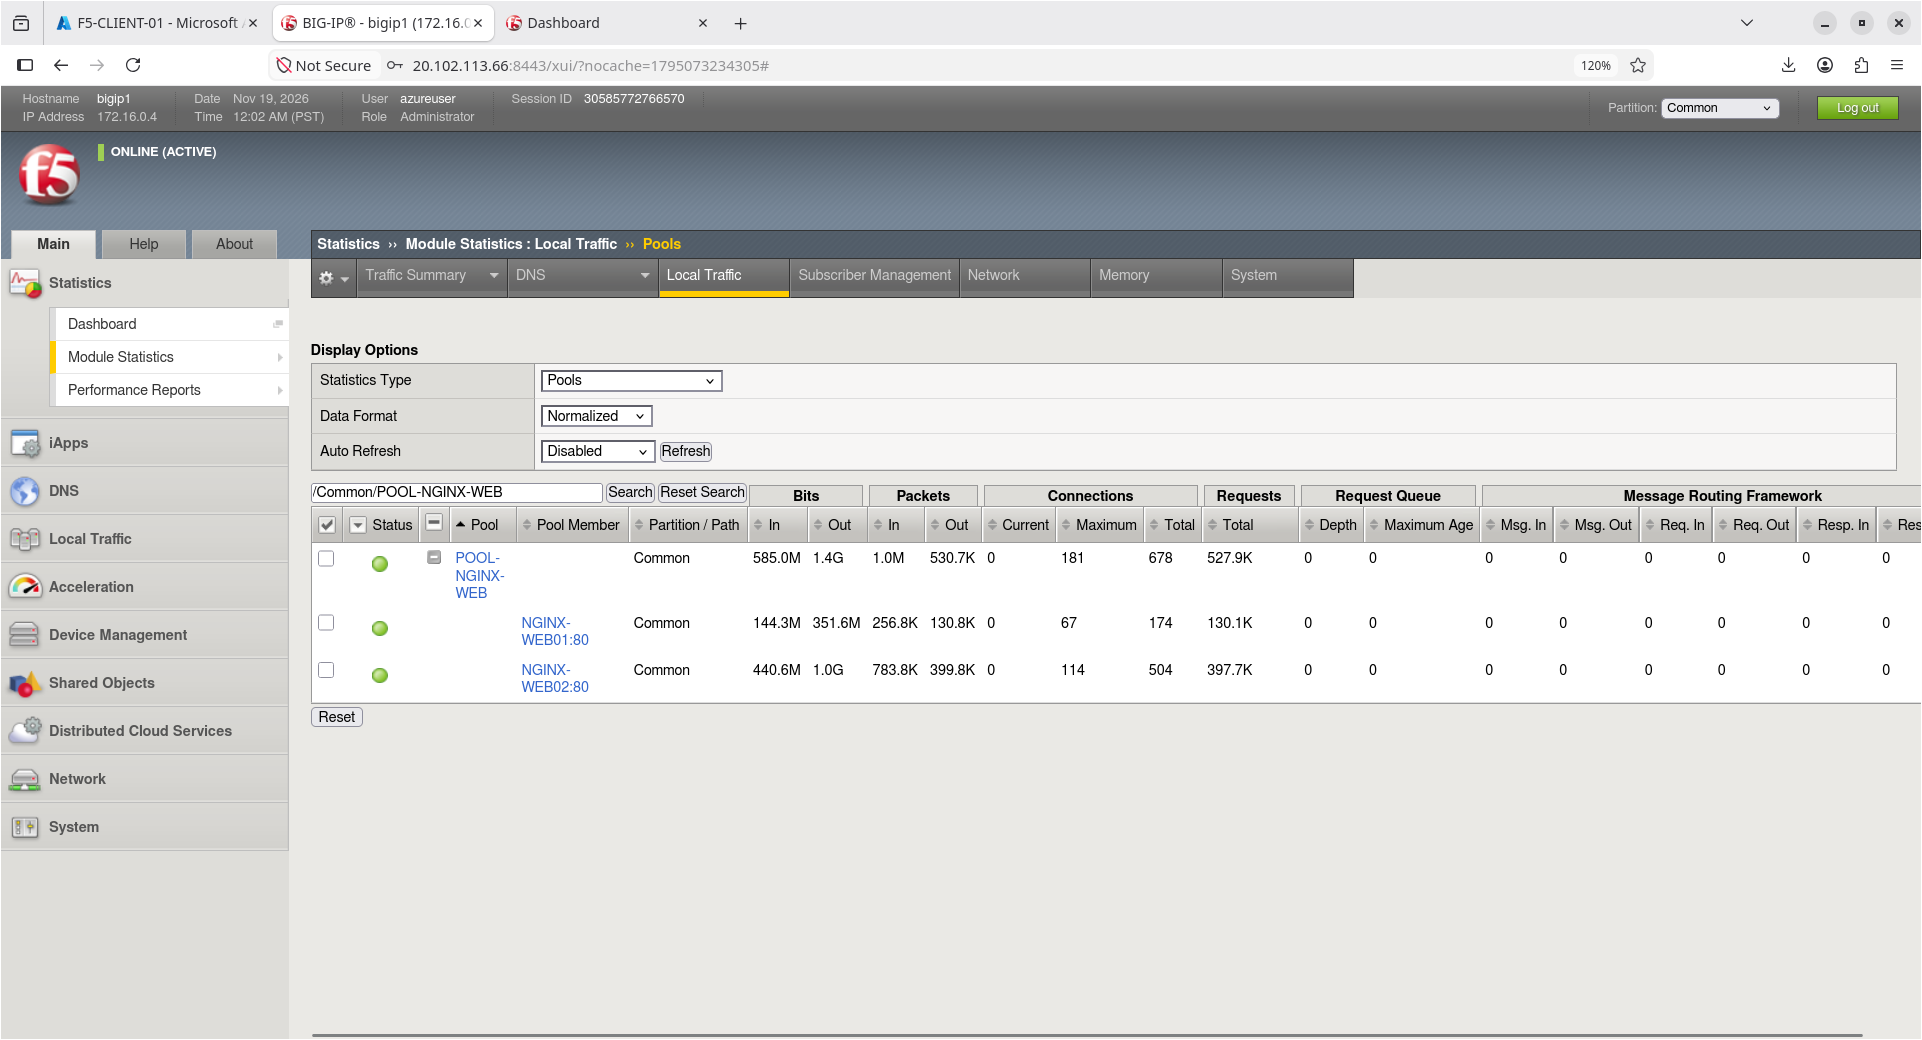 F5-CLIENT-01 - Microsoft A
BIG-IP® - bigip1 (172.16.0.
Dashboard
Not Secure
20.102.113.66:8443/xui/?nocache=1795073234305#
120%
Hostname bigip1 Date Nov 19, 2026 User azureuser Session ID 30585772766570
IP Address 172.16.0.4 Time 12:02 AM (PST) Role Administrator
Partition: Common Log out
f5
ONLINE (ACTIVE)
Main Help About
Statistics ›› Module Statistics : Local Traffic ›› Pools
Traffic Summary DNS Local Traffic Subscriber Management Network Memory System
Statistics
Dashboard
Module Statistics
Performance Reports
iApps
DNS
Local Traffic
Acceleration
Device Management
Shared Objects
Distributed Cloud Services
Network
System
Display Options
Statistics Type Pools
Data Format Normalized
Auto Refresh Disabled Refresh
/Common/POOL-NGINX-WEB Search Reset Search Bits Packets Connections Requests Request Queue Message Routing Framework
Status Pool Pool Member Partition / Path In Out In Out Current Maximum Total Total Depth Maximum Age Msg. In Msg. Out Req. In Req. Out Resp. In Res
POOL- Common 585.0M 1.4G 1.0M 530.7K 0 181 678 527.9K 0 0 0 0 0 0 0 0
NGINX-
WEB
NGINX- Common 144.3M 351.6M 256.8K 130.8K 0 67 174 130.1K 0 0 0 0 0 0 0 0
WEB01:80
NGINX- Common 440.6M 1.0G 783.8K 399.8K 0 114 504 397.7K 0 0 0 0 0 0 0 0
WEB02:80
Reset